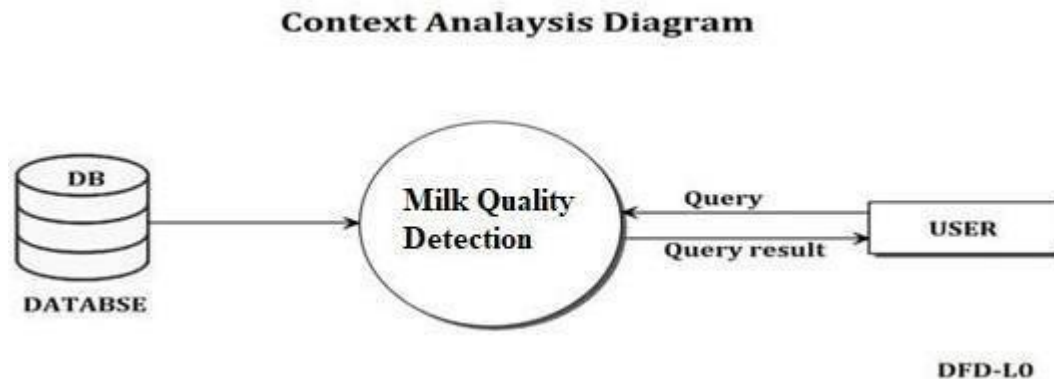 Context Analaysis Diagram
DB
DATABSE
Milk Quality
Detection
Query
Query result
USER
DFD-L0